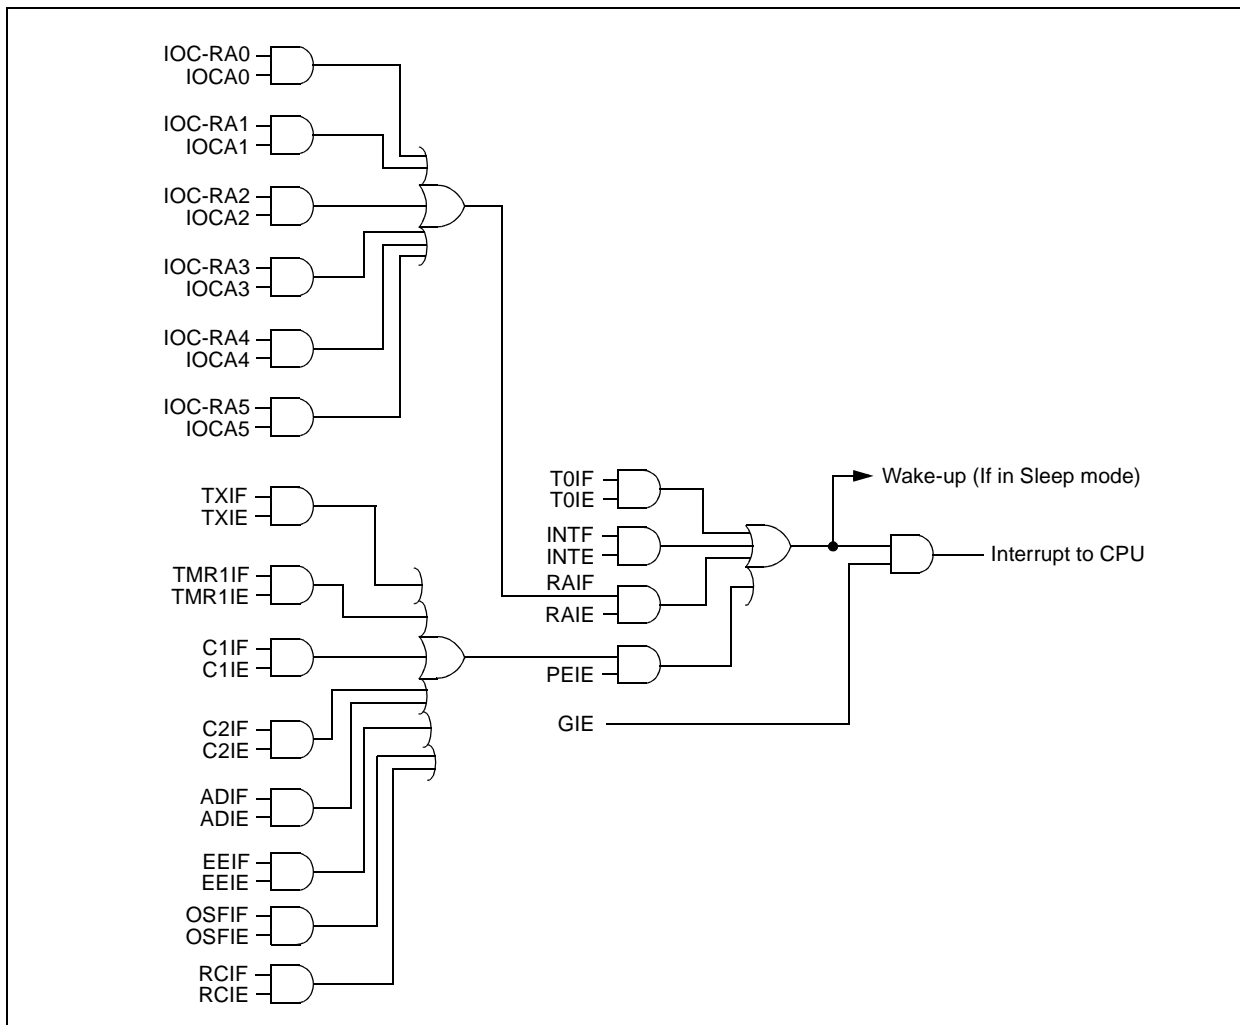 IOC-RA0
IOCA0
IOC-RA1
IOCA1
IOC-RA2
IOCA2
IOC-RA3
IOCA3
IOC-RA4
IOCA4
IOC-RA5
IOCA5
TXIF
TXIE
TMR1IF
TMR1IE
C1IF
C1IE
C2IF
C2IE
ADIF
ADIE
EEIF
EEIE
OSFIF
OSFIE
RCIF
RCIE
T0IF
T0IE
INTF
INTE
RAIF
RAIE
PEIE
GIE
Wake-up (If in Sleep mode)
Interrupt to CPU